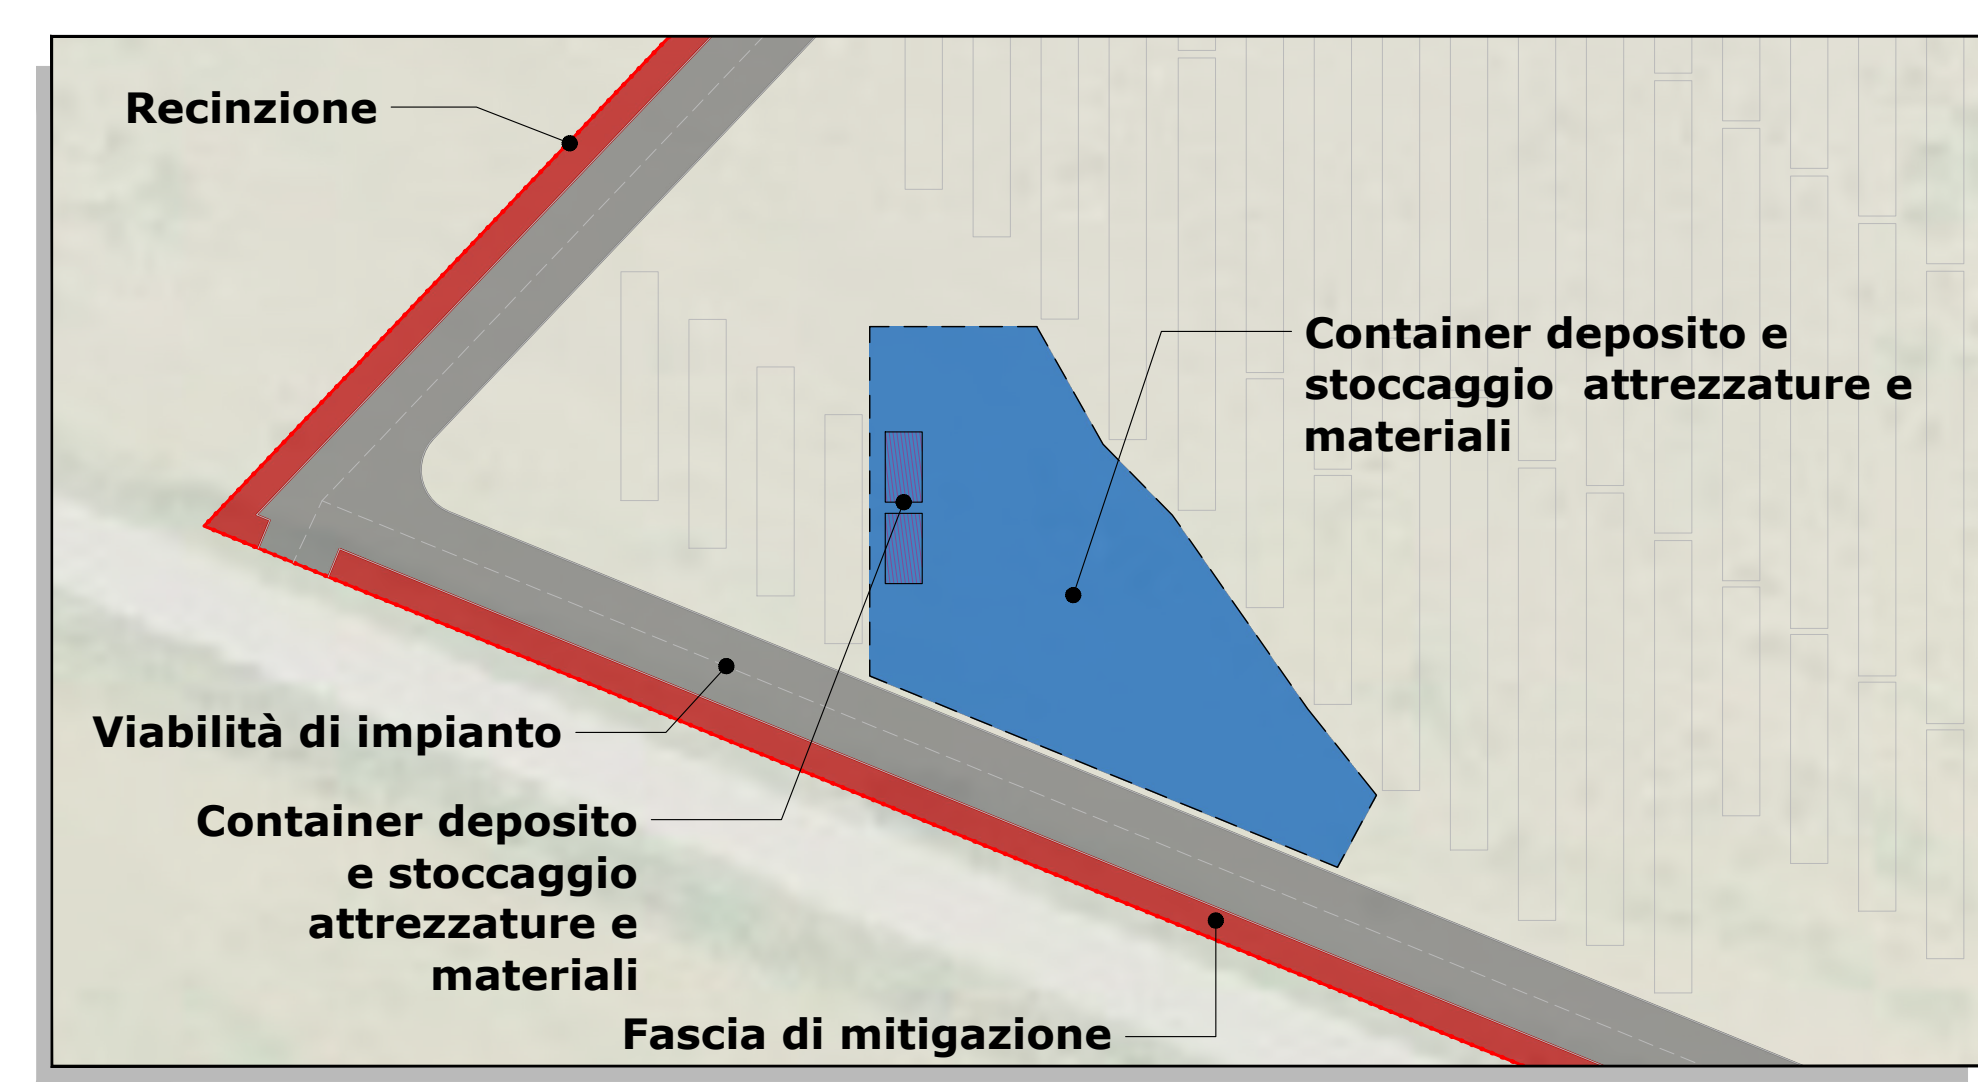 Recinzione
Container deposito e
stoccaggio  attrezzature e
materiali
Viabilità di impianto
Container deposito
e stoccaggio
attrezzature e
materiali
Fascia di mitigazione